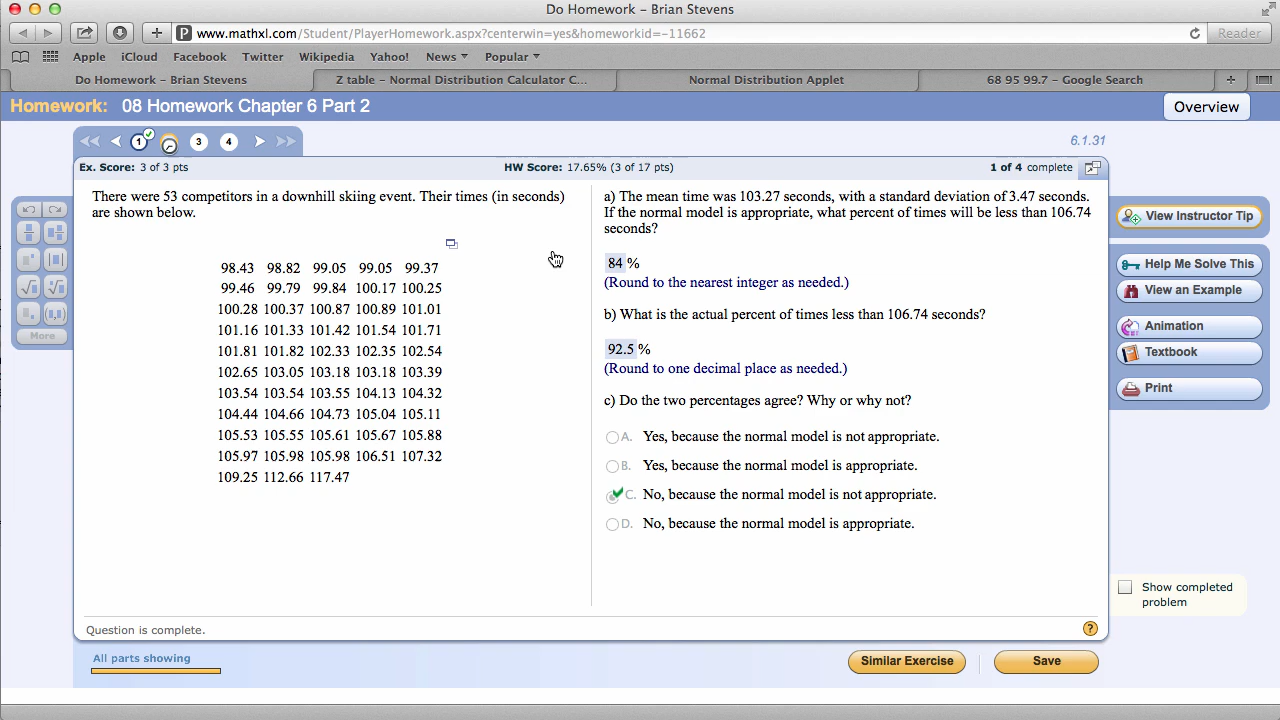 Do Homework – Brian Stevens
www.mathxl.com/Student/PlayerHomework.aspx?centerwin=yes&homeworkid=-11662
Reader
Apple iCloud Facebook Twitter Wikipedia Yahoo! News Popular
Do Homework – Brian Stevens
Z table – Normal Distribution Calculator C...
Normal Distribution Applet
68 95 99.7 – Google Search
Homework: 08 Homework Chapter 6 Part 2
Overview
1 3 4
6.1.31
Ex. Score: 3 of 3 pts
HW Score: 17.65% (3 of 17 pts)
1 of 4 complete
There were 53 competitors in a downhill skiing event. Their times (in seconds)
are shown below.
98.43 98.82 99.05 99.05 99.37
99.46 99.79 99.84 100.17 100.25
100.28 100.37 100.87 100.89 101.01
101.16 101.33 101.42 101.54 101.71
101.81 101.82 102.33 102.35 102.54
102.65 103.05 103.18 103.18 103.39
103.54 103.54 103.55 104.13 104.32
104.44 104.66 104.73 105.04 105.11
105.53 105.55 105.61 105.67 105.88
105.97 105.98 105.98 106.51 107.32
109.25 112.66 117.47
a) The mean time was 103.27 seconds, with a standard deviation of 3.47 seconds.
If the normal model is appropriate, what percent of times will be less than 106.74
seconds?
84 %
(Round to the nearest integer as needed.)
b) What is the actual percent of times less than 106.74 seconds?
92.5 %
(Round to one decimal place as needed.)
c) Do the two percentages agree? Why or why not?
A. Yes, because the normal model is not appropriate.
B. Yes, because the normal model is appropriate.
C. No, because the normal model is not appropriate.
D. No, because the normal model is appropriate.
More
View Instructor Tip
Help Me Solve This
View an Example
Animation
Textbook
Print
Show completed
problem
Question is complete.
?
All parts showing
Similar Exercise
Save